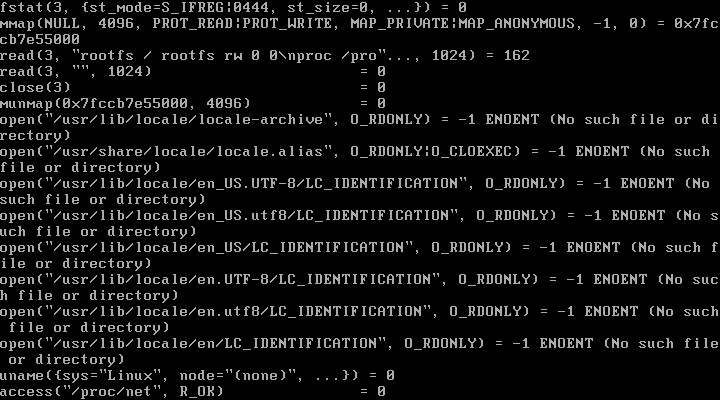 fstat(3, {st_mode=S_IFREG¦0444, st_size=0, ...}) = 0
mmap(NULL, 4096, PROT_READ¦PROT_WRITE, MAP_PRIVATE¦MAP_ANONYMOUS, -1, 0) = 0x7fc
cb7e55000
read(3, "rootfs / rootfs rw 0 0\nproc /pro"..., 1024) = 162
read(3, "", 1024)                       = 0
close(3)                                = 0
munmap(0x7fccb7e55000, 4096)            = 0
open("/usr/lib/locale/locale-archive", O_RDONLY) = -1 ENOENT (No such file or di
rectory)
open("/usr/share/locale/locale.alias", O_RDONLY¦O_CLOEXEC) = -1 ENOENT (No such
file or directory)
open("/usr/lib/locale/en_US.UTF-8/LC_IDENTIFICATION", O_RDONLY) = -1 ENOENT (No
such file or directory)
open("/usr/lib/locale/en_US.utf8/LC_IDENTIFICATION", O_RDONLY) = -1 ENOENT (No s
uch file or directory)
open("/usr/lib/locale/en_US/LC_IDENTIFICATION", O_RDONLY) = -1 ENOENT (No such f
ile or directory)
open("/usr/lib/locale/en.UTF-8/LC_IDENTIFICATION", O_RDONLY) = -1 ENOENT (No suc
h file or directory)
open("/usr/lib/locale/en.utf8/LC_IDENTIFICATION", O_RDONLY) = -1 ENOENT (No such
 file or directory)
open("/usr/lib/locale/en/LC_IDENTIFICATION", O_RDONLY) = -1 ENOENT (No such file
 or directory)
uname({sys="Linux", node="(none)", ...}) = 0
access("/proc/net", R_OK)               = 0